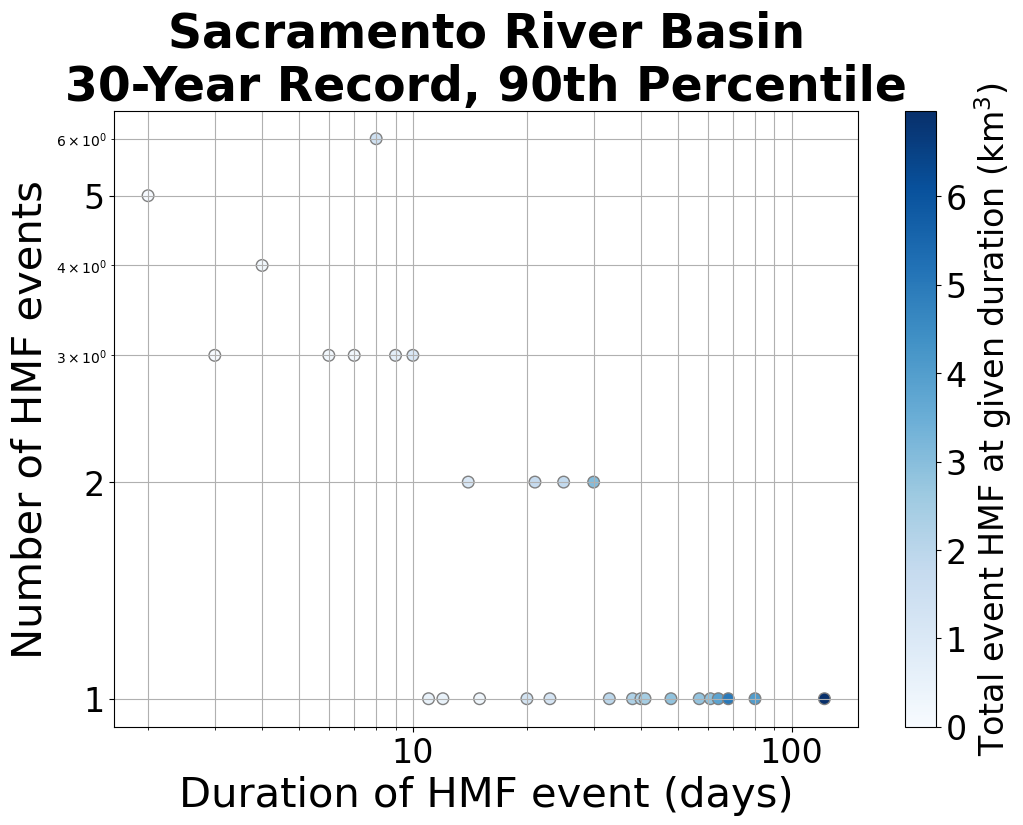 Sacramento River Basin
30-Year Record, 90th Percentile
Number of HMF events
6 × 10⁰
5
4 × 10⁰
3 × 10⁰
2
1
10
100
Duration of HMF event (days)
6
5
4
3
2
1
0
Total event HMF at given duration (km³)